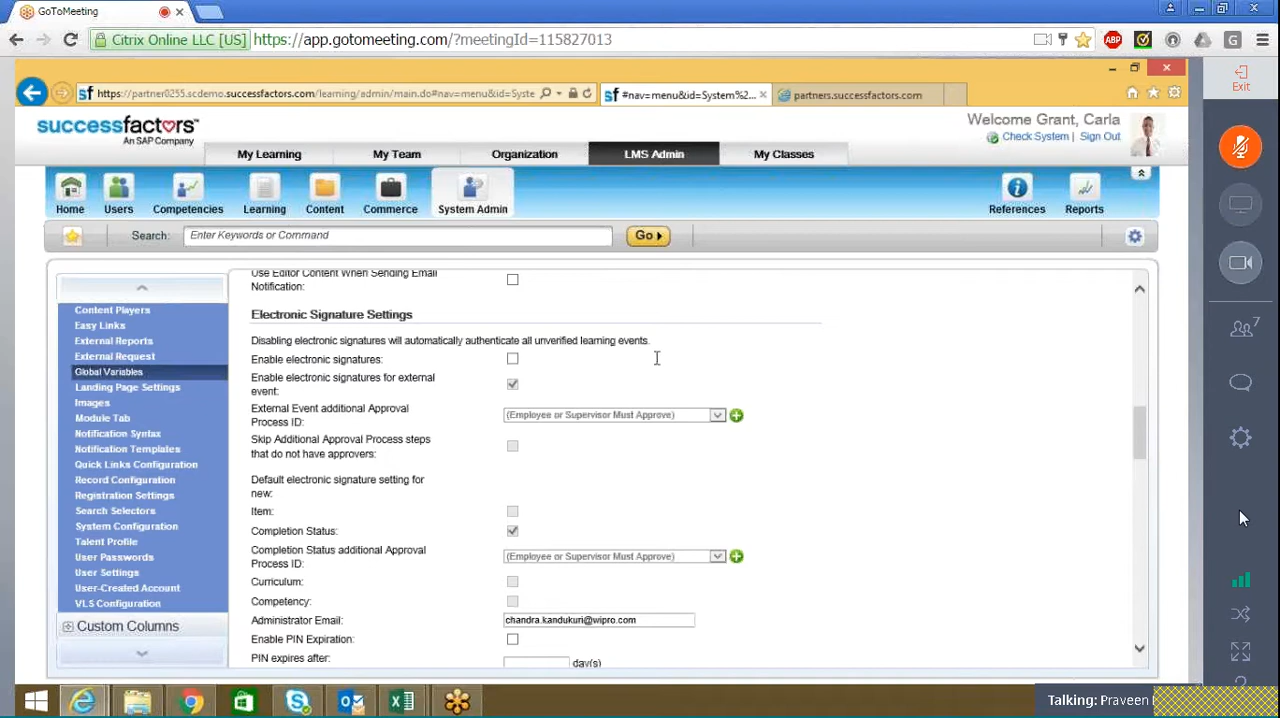 GoToMeeting
Citrix Online LLC [US] https://app.gotomeeting.com/?meetingId=115827013
ABP
G
https://partner0255.scdemo.successfactors.com/learning/admin/main.do#nav=menu&id=Syste
#nav=menu&id=System%2...
partners.successfactors.com
Exit
successfactors™
An SAP Company
Welcome Grant, Carla
Check System | Sign Out
My Learning
My Team
Organization
LMS Admin
My Classes
Home
Users
Competencies
Learning
Content
Commerce
System Admin
References
Reports
Search:
Enter Keywords or Command
Go
7
Content Players
Easy Links
External Reports
External Request
Global Variables
Landing Page Settings
Images
Module Tab
Notification Syntax
Notification Templates
Quick Links Configuration
Record Configuration
Registration Settings
Search Selectors
System Configuration
Talent Profile
User Passwords
User Settings
User-Created Account
VLS Configuration
Custom Columns
Use Editor Content When Sending Email
Notification:
Electronic Signature Settings
Disabling electronic signatures will automatically authenticate all unverified learning events.
Enable electronic signatures:
Enable electronic signatures for external
event:
External Event additional Approval
Process ID:
(Employee or Supervisor Must Approve)
Skip Additional Approval Process steps
that do not have approvers:
Default electronic signature setting for
new:
Item:
Completion Status:
Completion Status additional Approval
Process ID:
(Employee or Supervisor Must Approve)
Curriculum:
Competency:
Administrator Email:
chandra.kandukuri@wipro.com
Enable PIN Expiration:
PIN expires after:
day(s)
Talking: Praveen